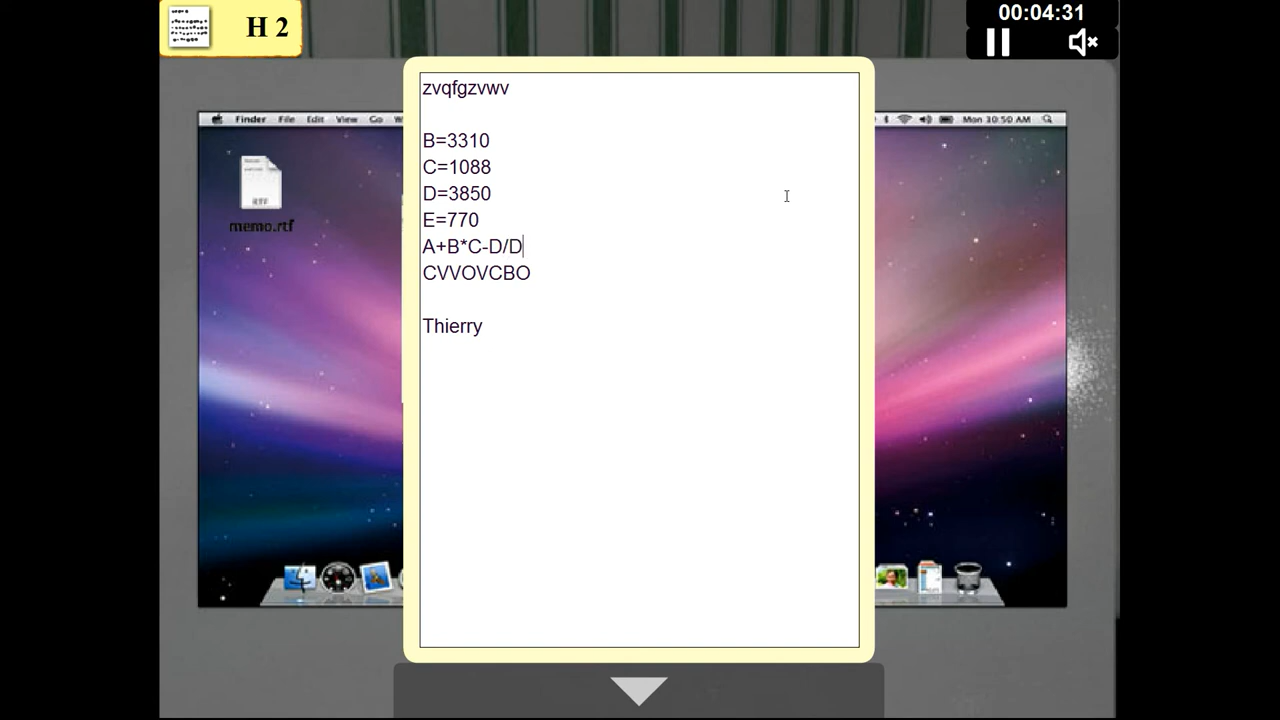 H 2
00:04:31
Finder File Edit View Go W
Mon 10:50 AM
RTF
memo.rtf
zvqfgzvwv
B=3310
C=1088
D=3850
E=770
A+B*C-D/D
CVVOVCBO
Thierry